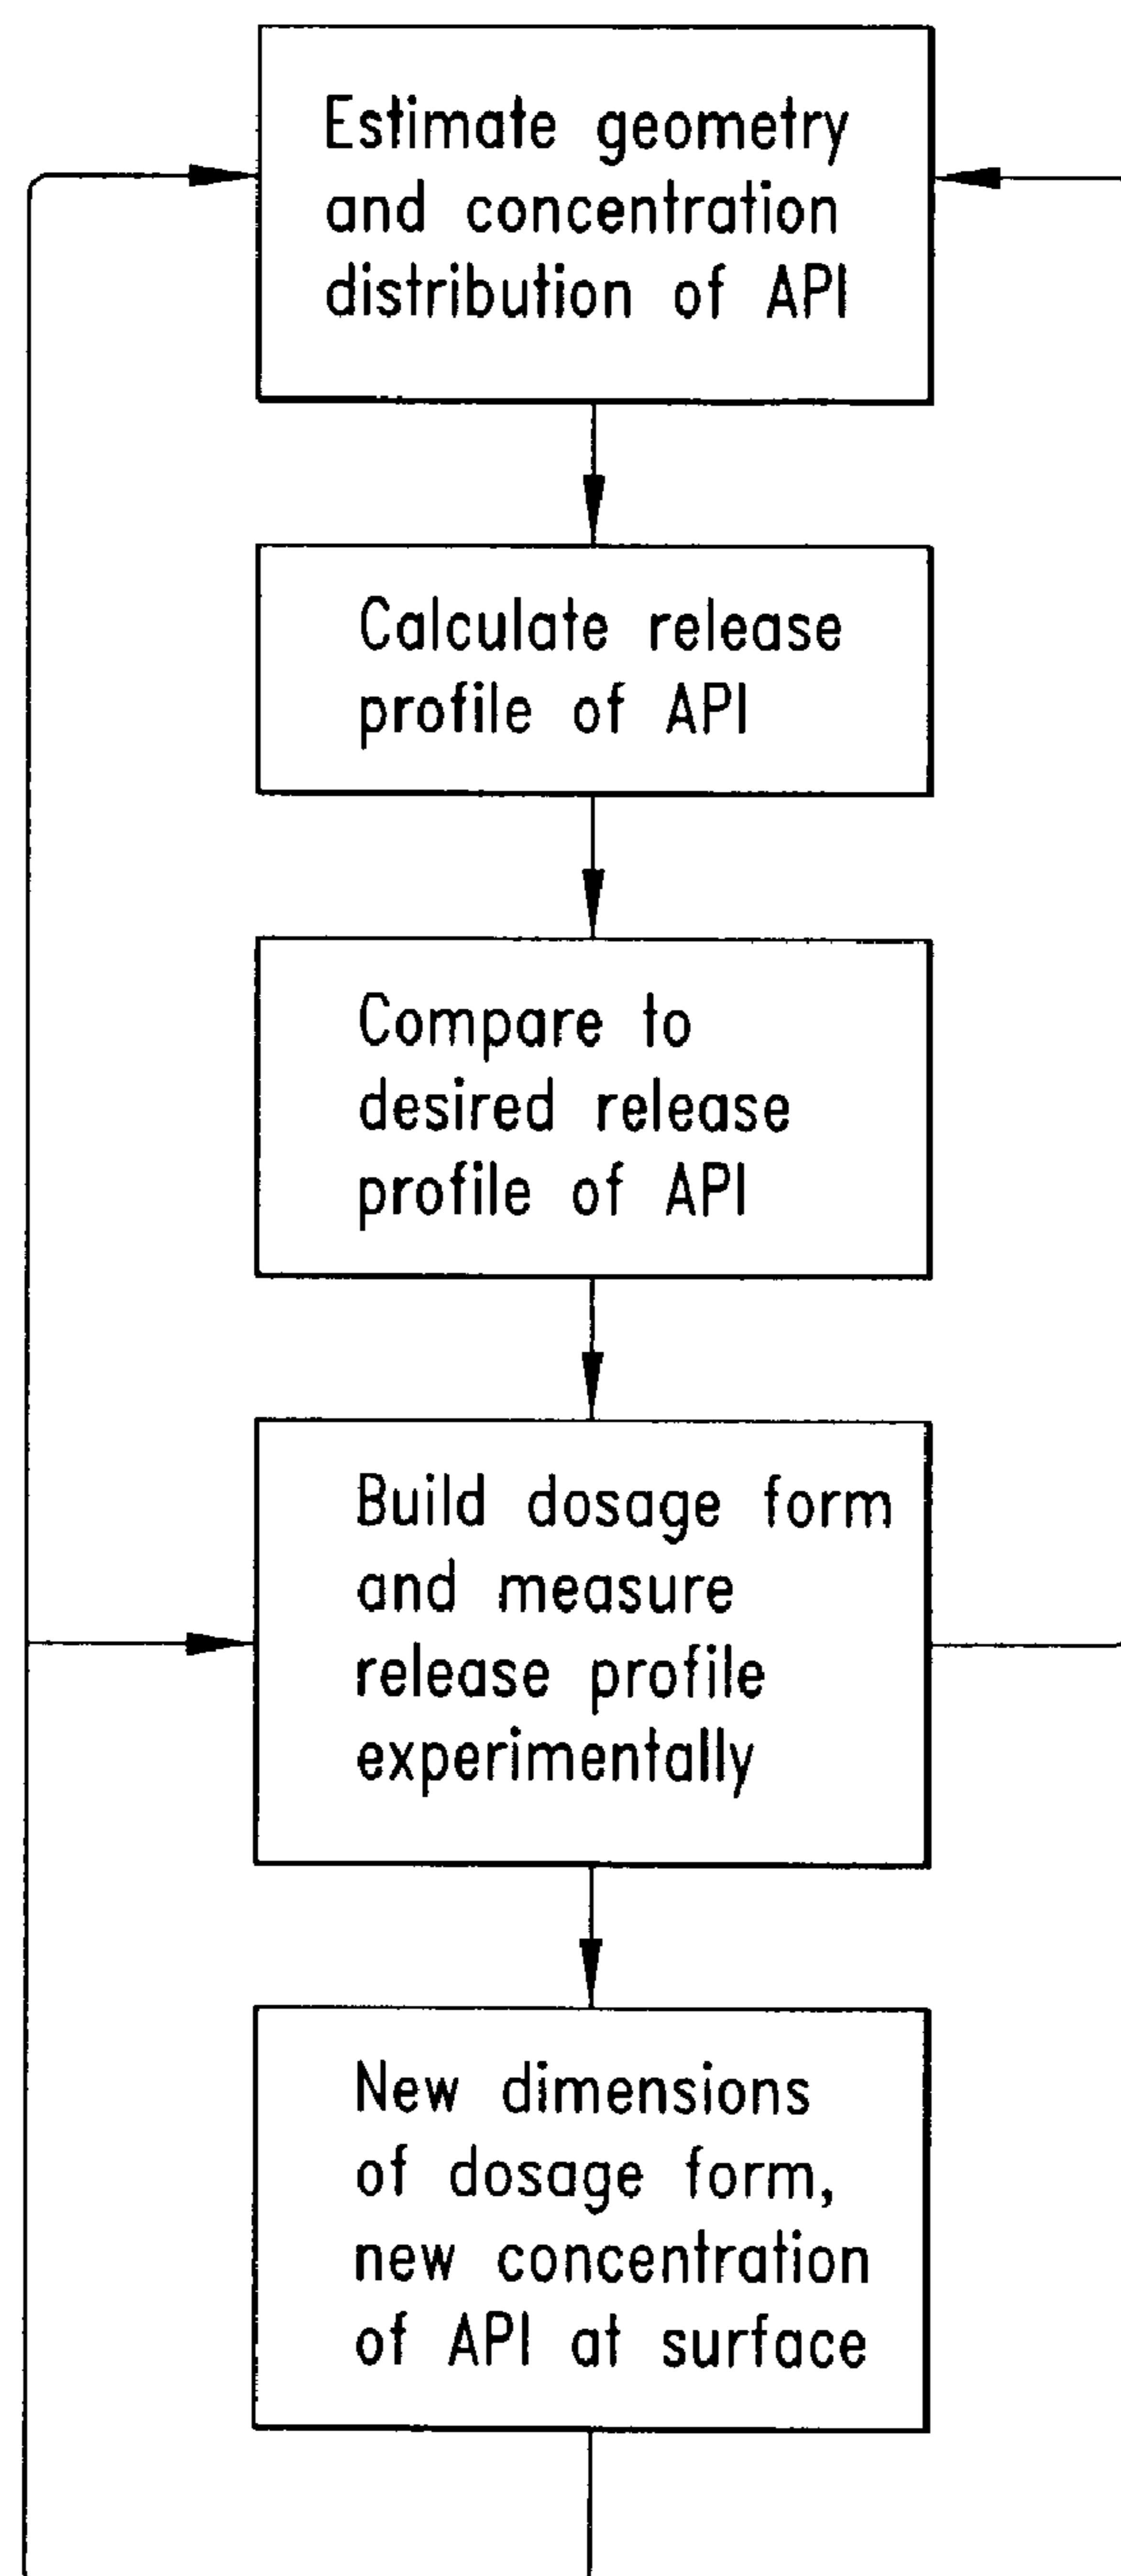 Estimate geometry
and concentration
distribution of API
Calculate release
profile of API
Compare to
desired release
profile of API
Build dosage form
and measure
release profile
experimentally
New dimensions
of dosage form,
new concentration
of API at surface